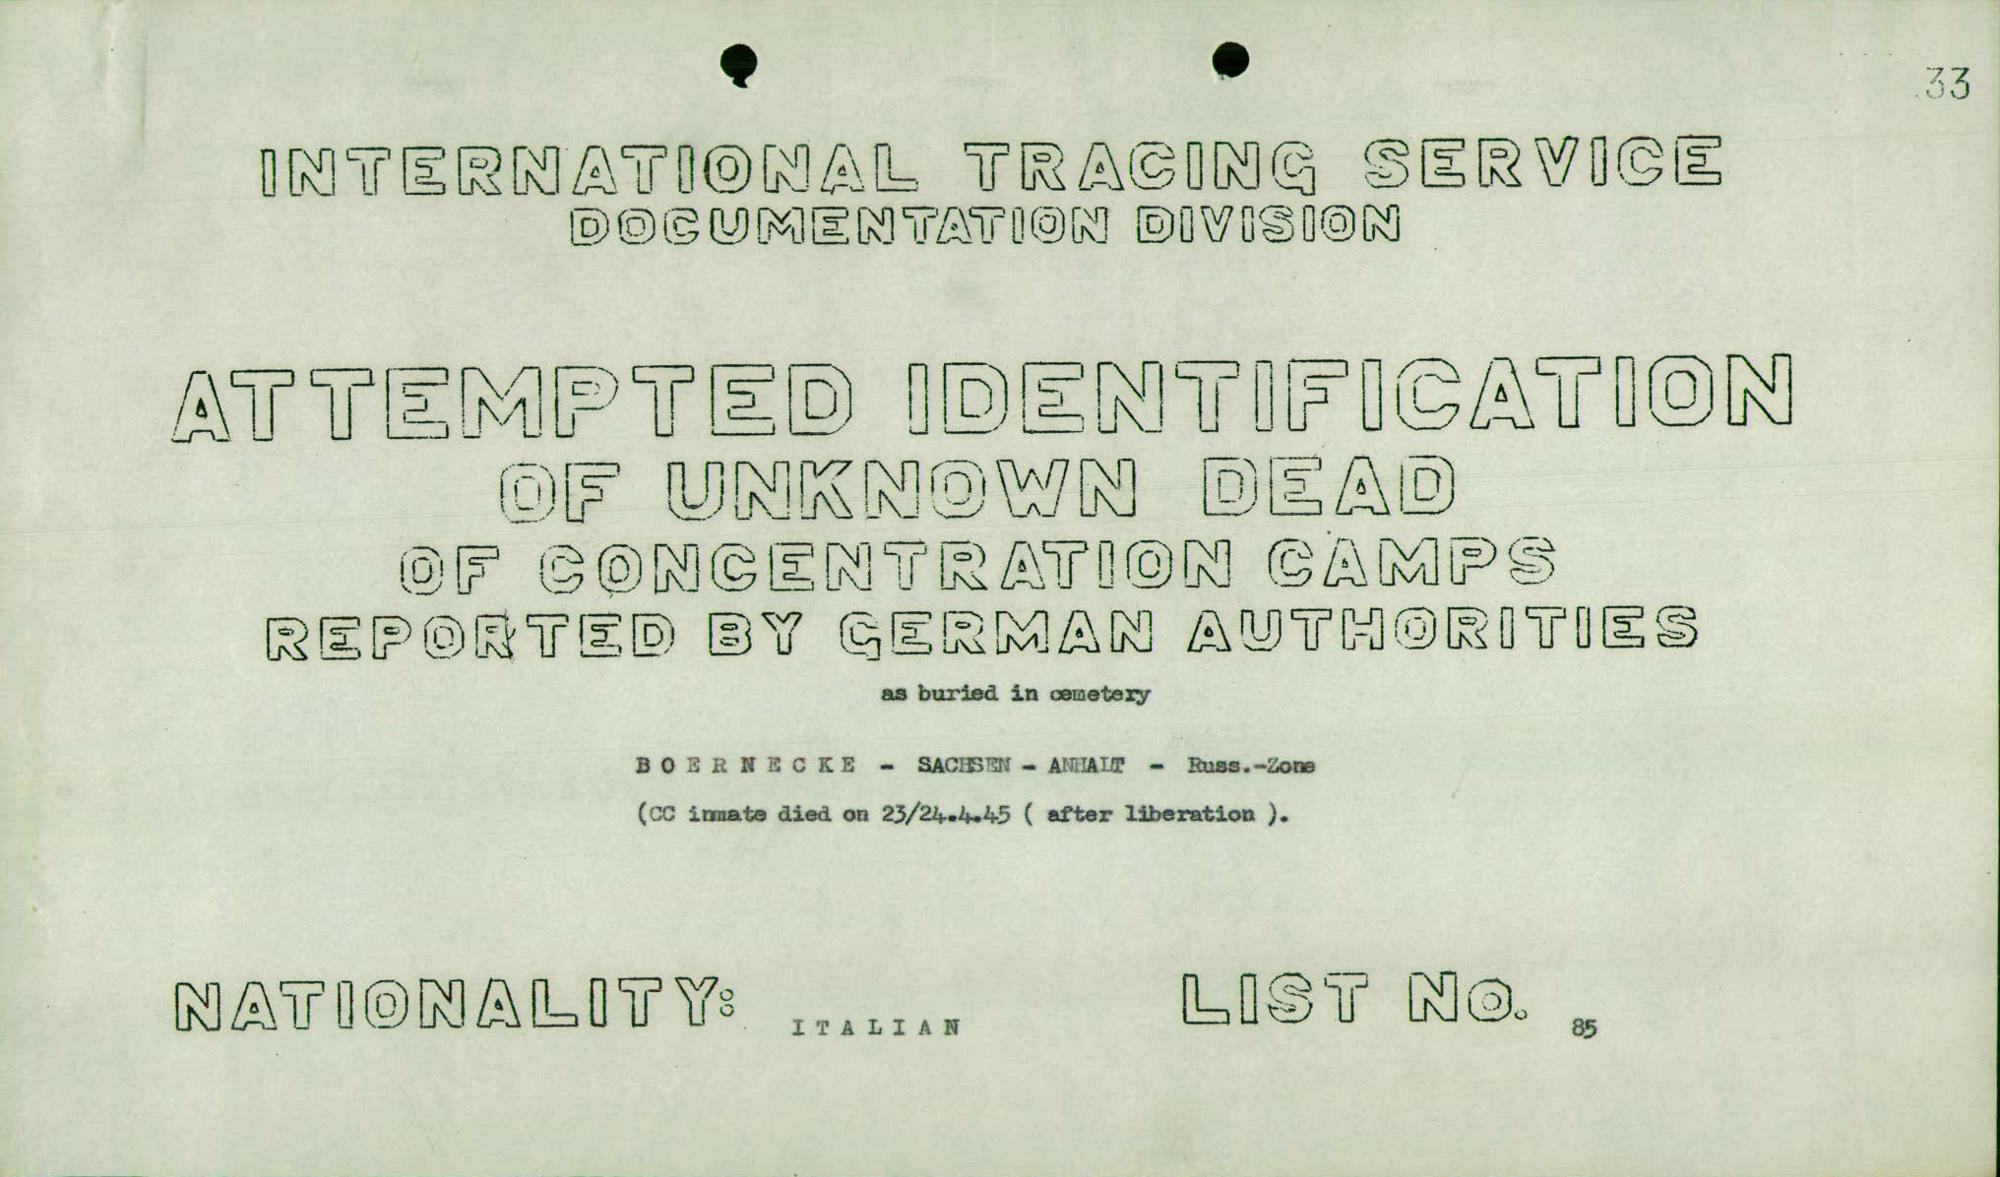 33
INTERNATIONAL TRACING SERVICE
DOCUMENTATION DIVISION
ATTEMPTED IDENTIFICATION
OF UNKNOWN DEAD
OF CONCENTRATION CAMPS
REPORTED BY GERMAN AUTHORITIES
as buried in cemetery
BOERNECKE - SACHSEN - ANHALT - Russ.-Zone
(CC inmate died on 23/24.4.45 ( after liberation ).
NATIONALITY: ITALIAN LIST No. 85